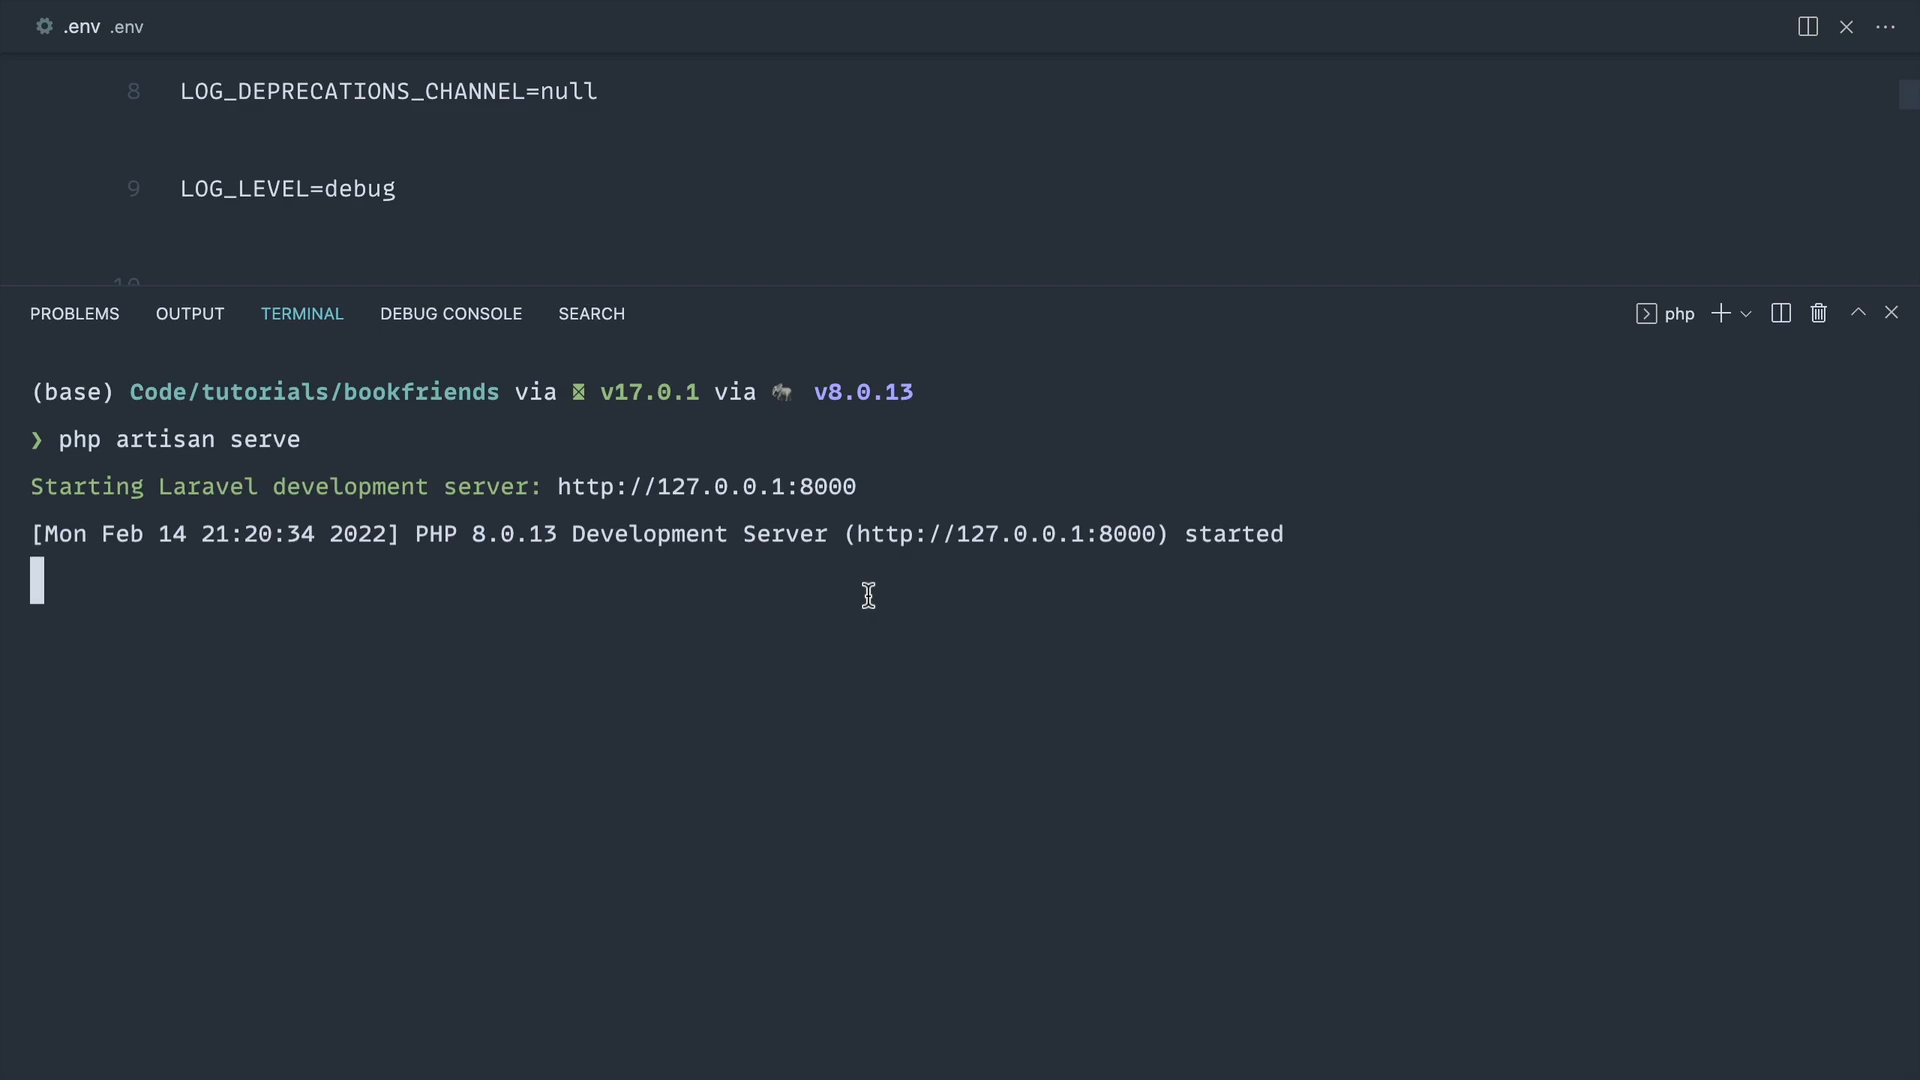 .env .env
8 LOG_DEPRECATIONS_CHANNEL=null
9 LOG_LEVEL=debug
10
PROBLEMS OUTPUT TERMINAL DEBUG CONSOLE SEARCH php
(base) Code/tutorials/bookfriends via v17.0.1 via 🐘 v8.0.13
❯ php artisan serve
Starting Laravel development server: http://127.0.0.1:8000
[Mon Feb 14 21:20:34 2022] PHP 8.0.13 Development Server (http://127.0.0.1:8000) started